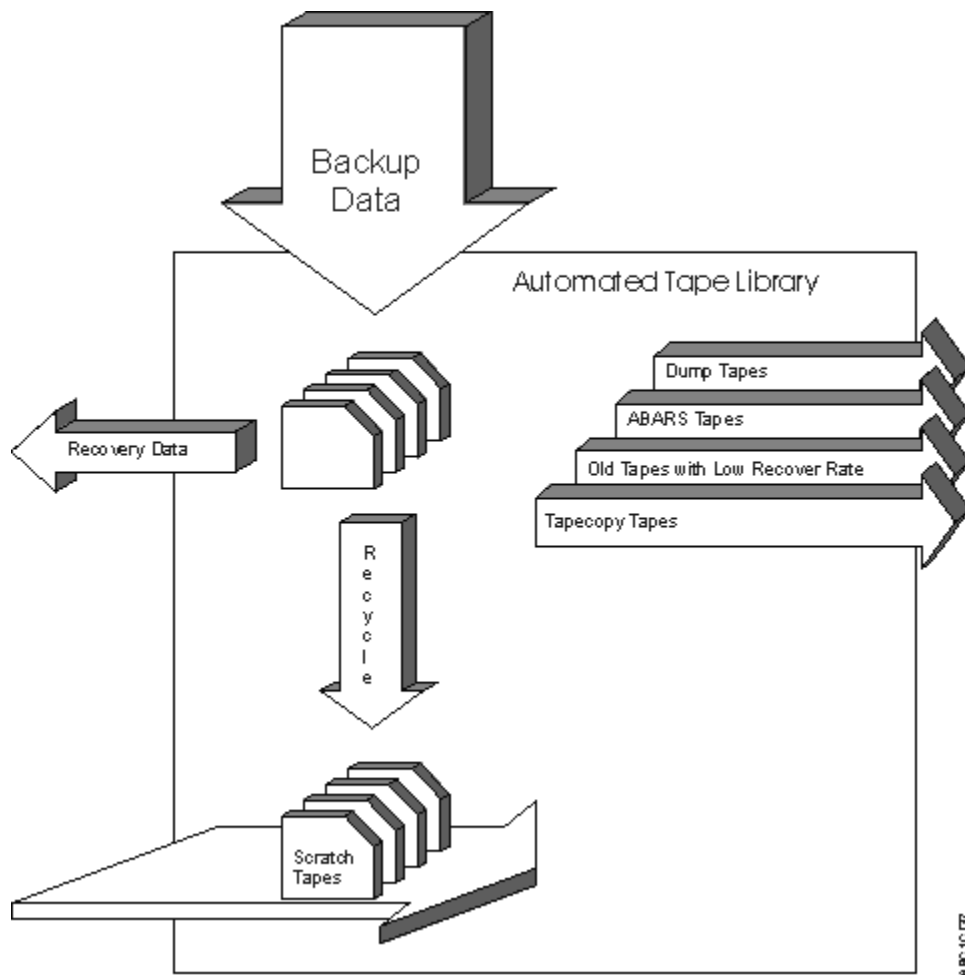 Backup
Data
Automated Tape Library
Dump Tapes
ABARS Tapes
Recovery Data
Old Tapes with Low Recover Rate
Tapecopy Tapes
Recycle
Scratch
Tapes